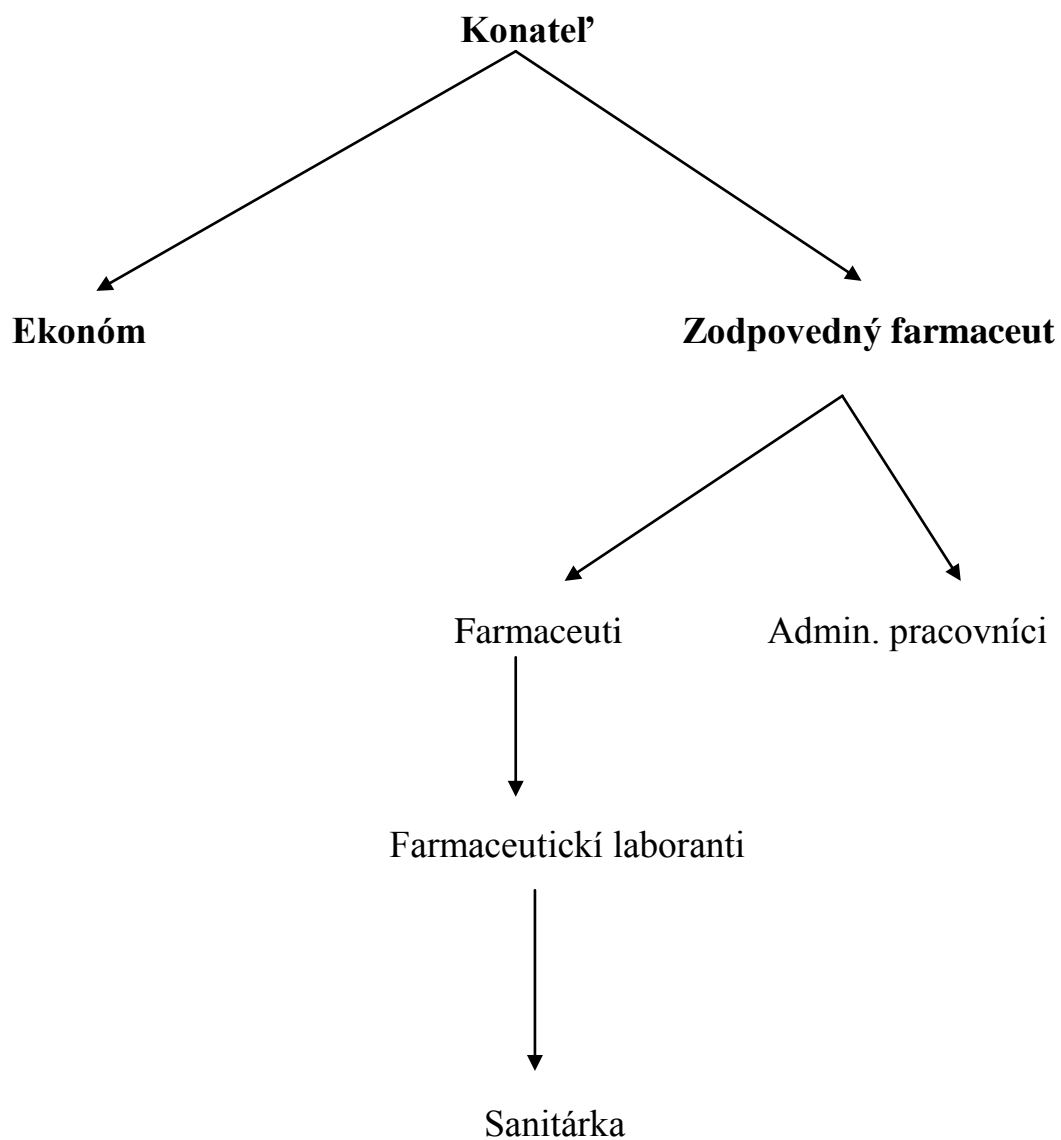 Konateľ
Ekonóm
Zodpovedný farmaceut
Farmaceuti
Admin. pracovníci
Farmaceutickí laboranti
Sanitárka